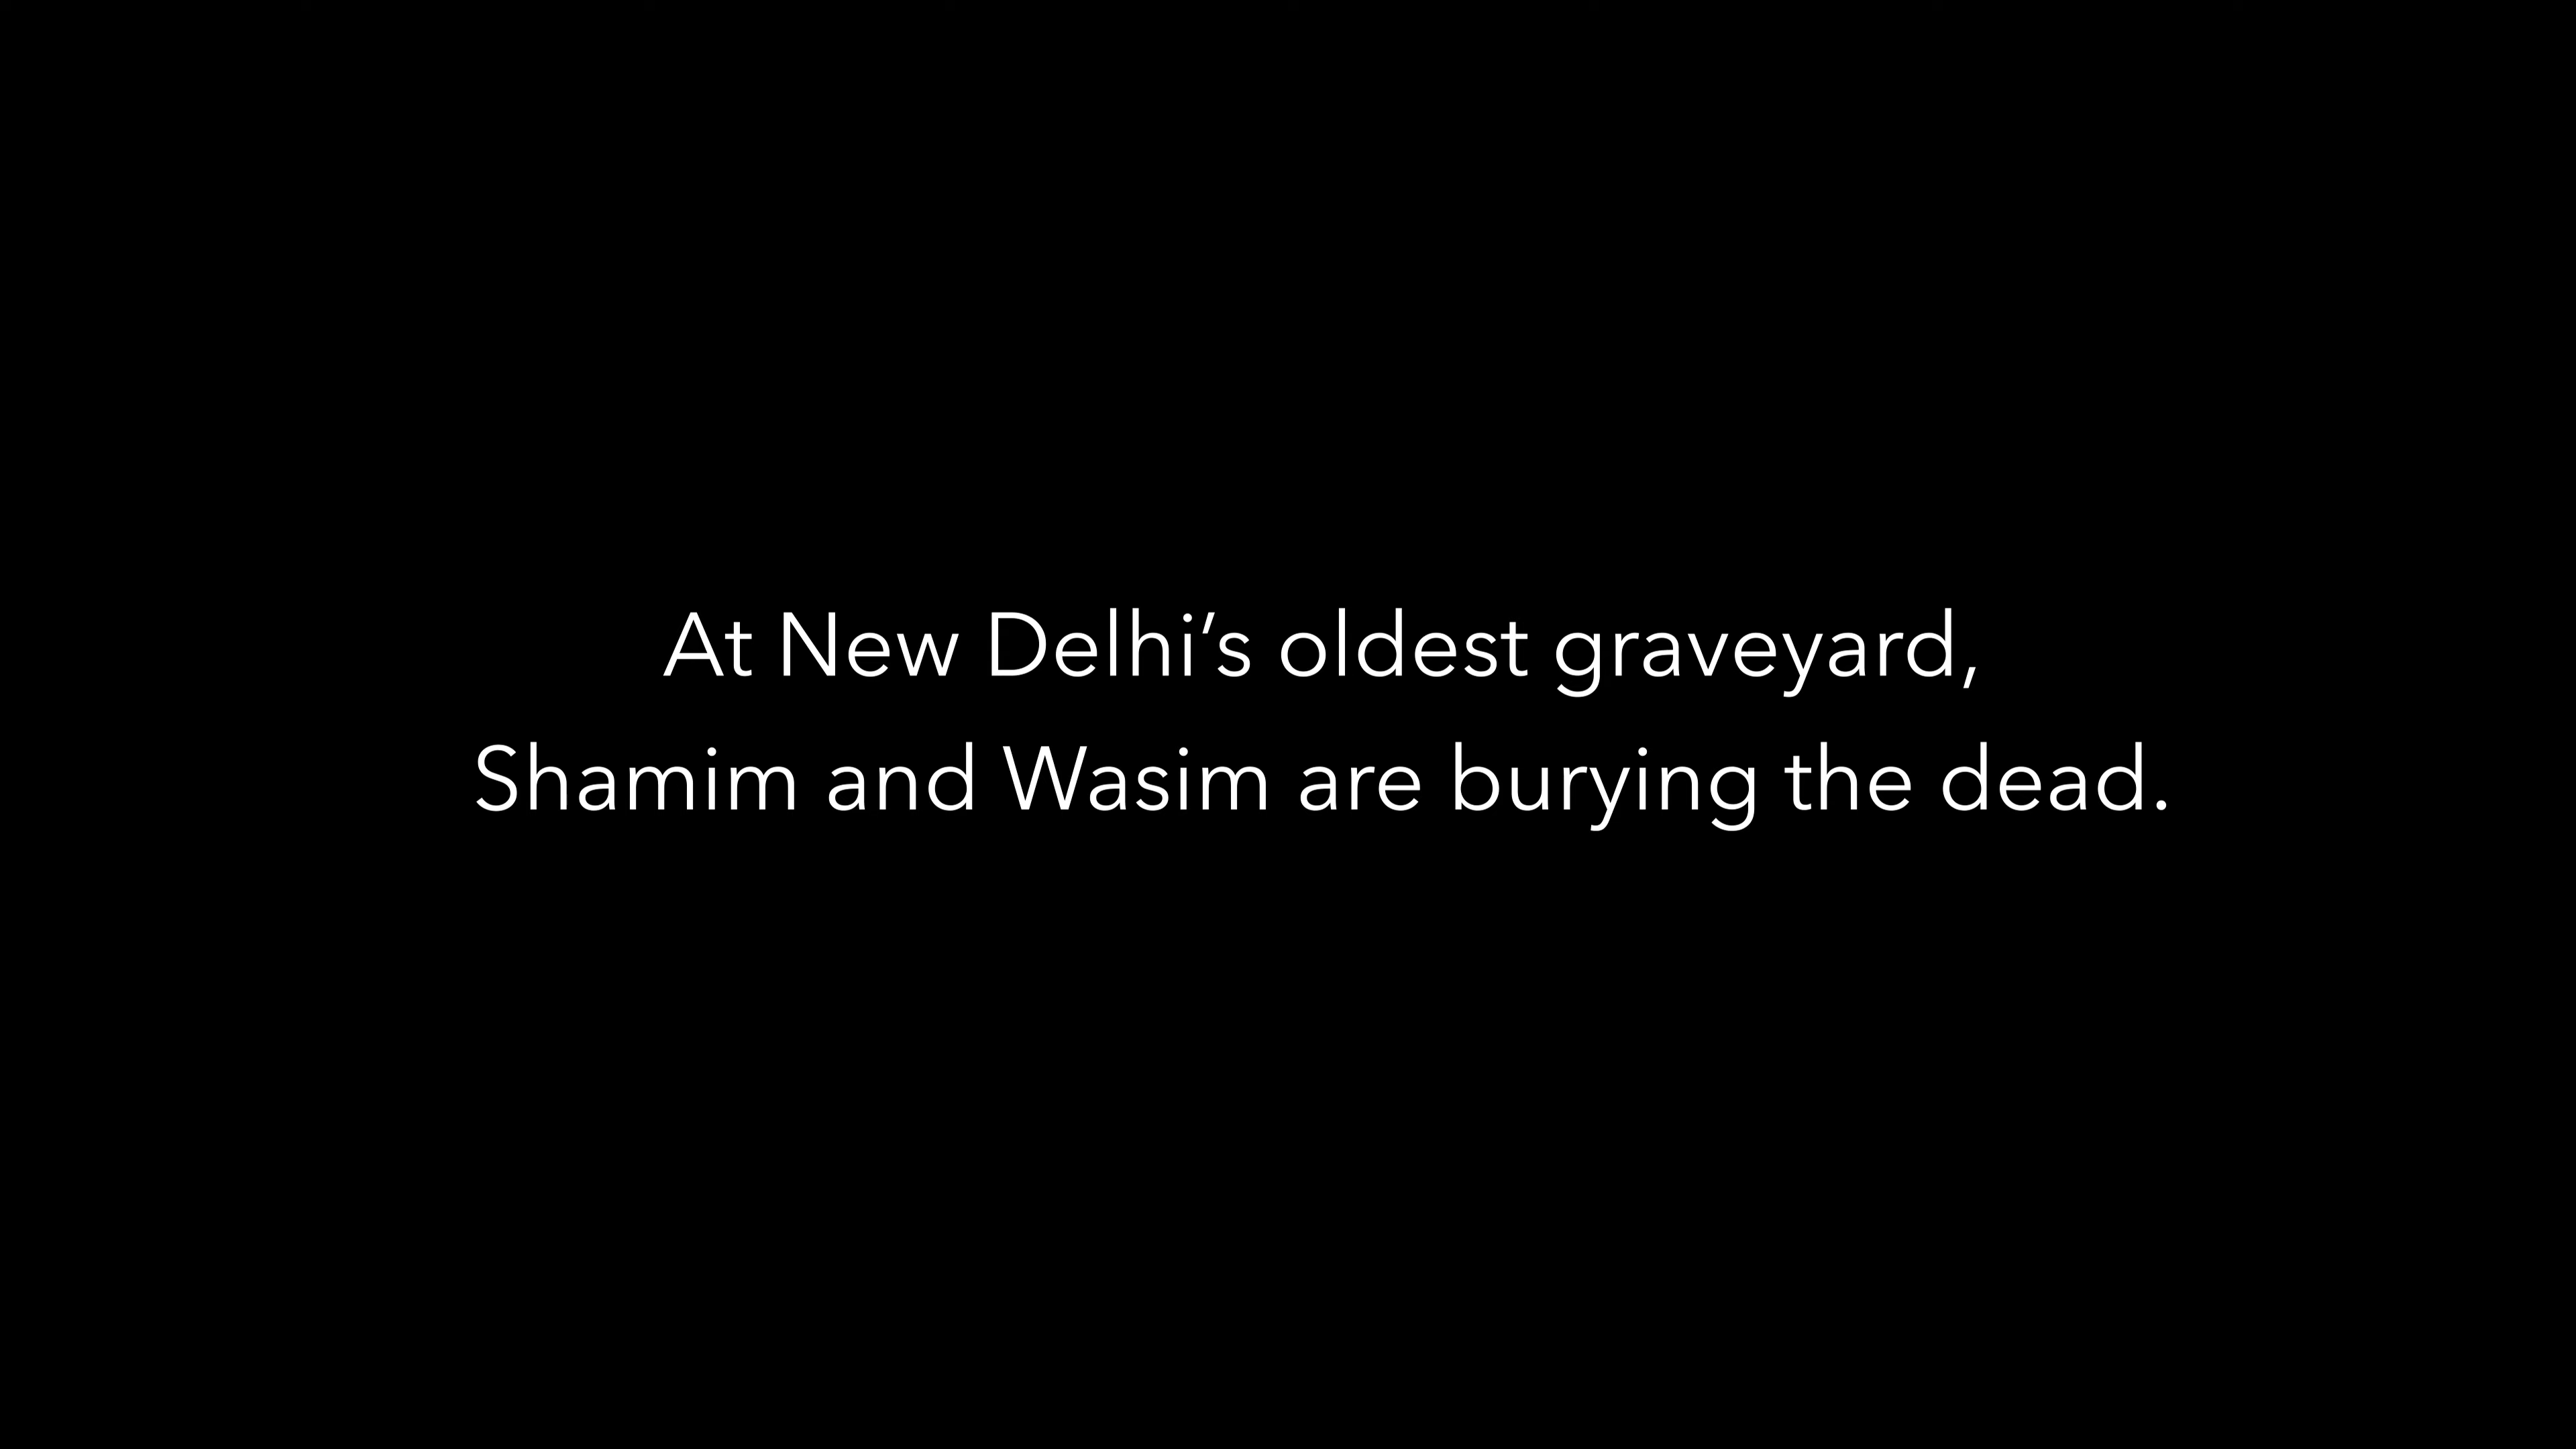 At New Delhi’s oldest graveyard,
Shamim and Wasim are burying the dead.